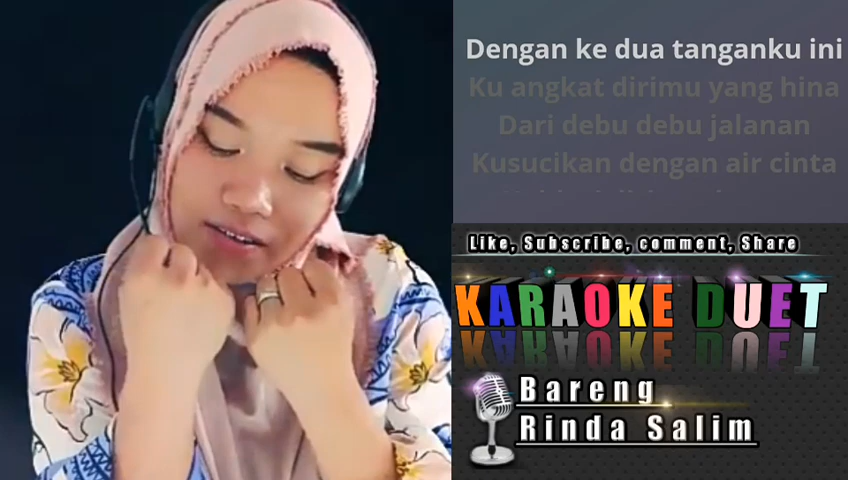 Dengan ke dua tanganku ini
Ku angkat dirimu yang hina
Dari debu debu jalanan
Kusucikan dengan air cinta
Like, Subscribe, comment, Share
KARAOKE DUET
Bareng
Rinda Salim